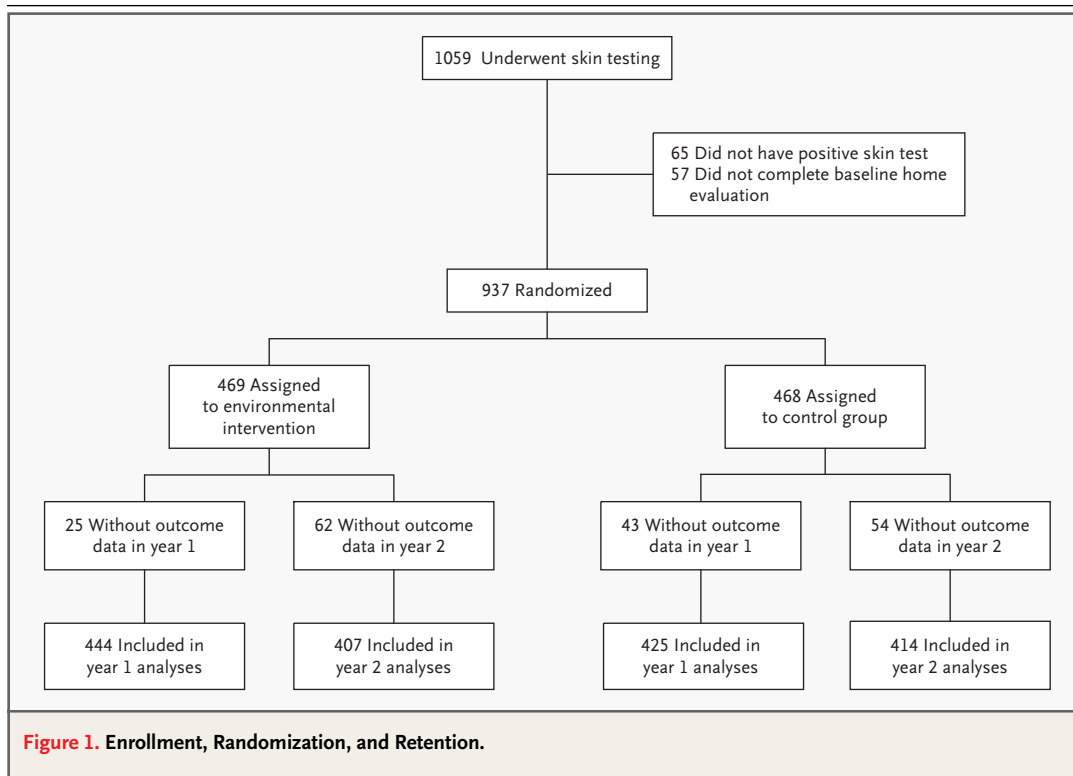 1059 Underwent skin testing
65 Did not have positive skin test
57 Did not complete baseline home
evaluation
937 Randomized
469 Assigned
to environmental
intervention
468 Assigned
to control group
25 Without outcome
data in year 1
62 Without outcome
data in year 2
43 Without outcome
data in year 1
54 Without outcome
data in year 2
444 Included in
year 1 analyses
407 Included in
year 2 analyses
425 Included in
year 1 analyses
414 Included in
year 2 analyses
Figure 1. Enrollment, Randomization, and Retention.